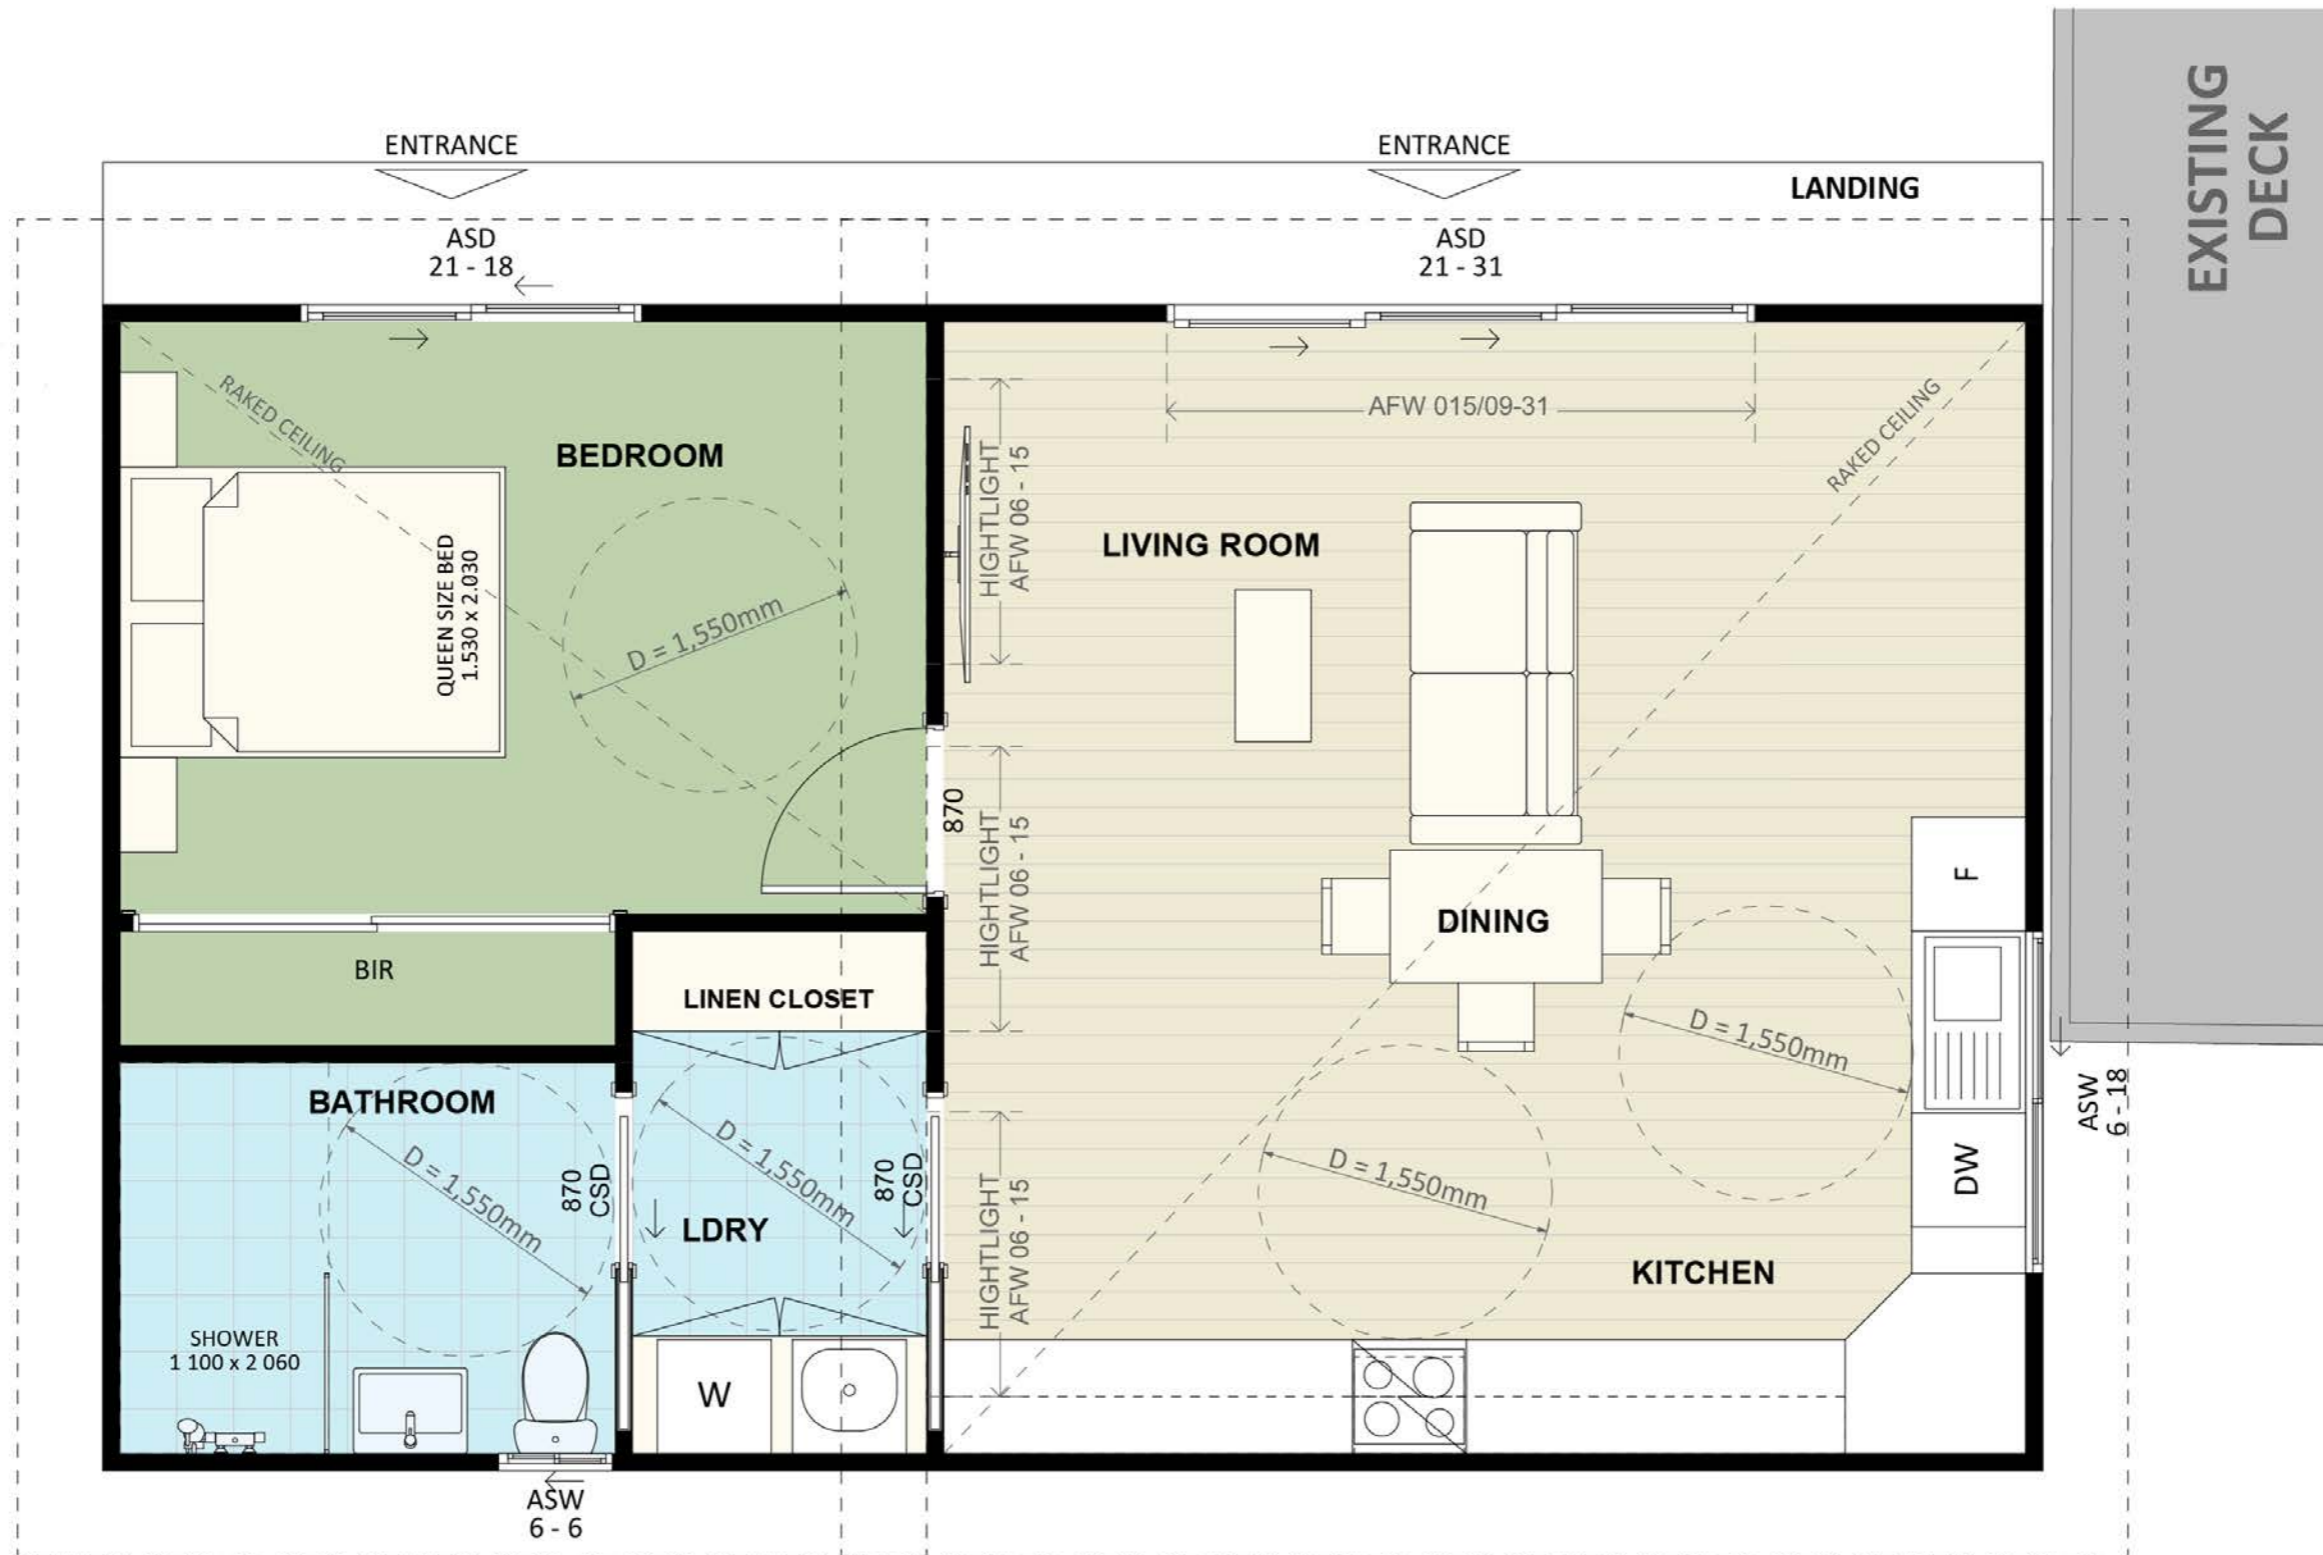 EXISTING
DECK
ENTRANCE
ENTRANCE
LANDING
ASD
21 - 18
ASD
21 - 31
RAKED CEILING
BEDROOM
AFW 015/09-31
RAKED CEILING
HIGHTLIGHT
AFW 06 - 15
LIVING ROOM
QUEEN SIZE BED
1.530 x 2.030
D = 1,550mm
870
HIGHTLIGHT
AFW 06 - 15
F
DINING
BIR
LINEN CLOSET
D = 1,550mm
BATHROOM
ASW
6 - 18
D = 1,550mm
870
CSD
D = 1,550mm
870
CSD
LDRY
HIGHTLIGHT
AFW 06 - 15
D = 1,550mm
DW
KITCHEN
SHOWER
1 100 x 2 060
W
ASW
6 - 6